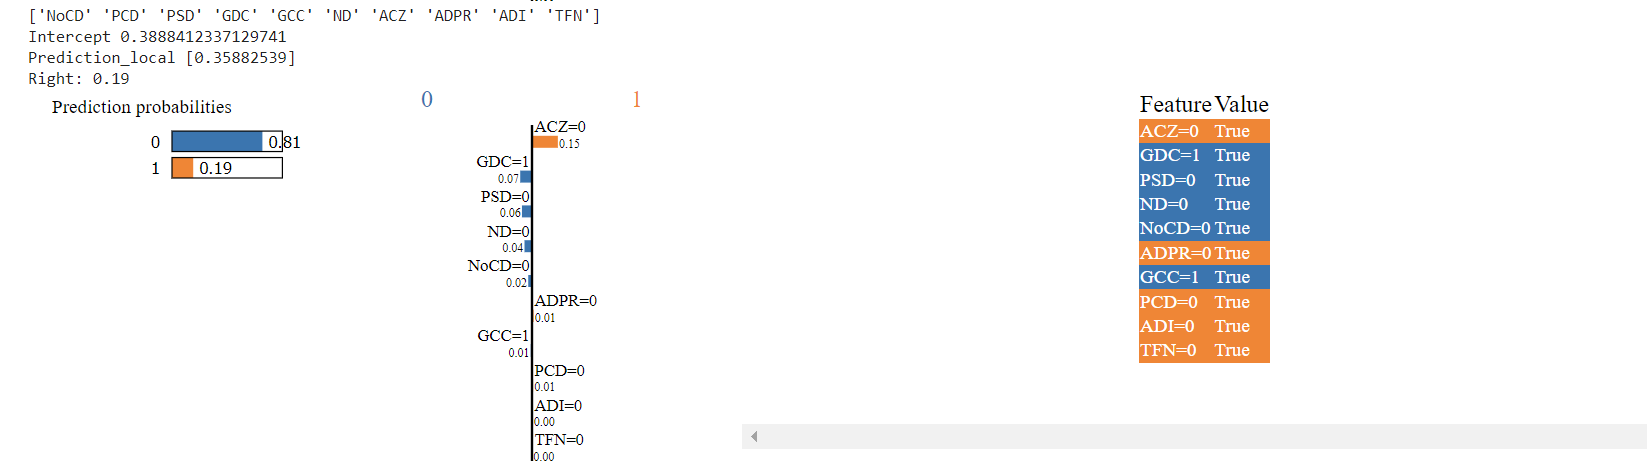 ['NoCD' 'PCD' 'PSD' 'GDC' 'GCC' 'ND' 'ACZ' 'ADPR' 'ADI' 'TFN']
Intercept 0.3888412337129741
Prediction_local [0.35882539]
Right: 0.19
Prediction probabilities
0 0.81
1 0.19
0 1
ACZ=0
0.15
GDC=1
0.07
PSD=0
0.06
ND=0
0.04
NoCD=0
0.02
ADPR=0
0.01
GCC=1
0.01
PCD=0
0.01
ADI=0
0.00
TFN=0
0.00
Feature Value
ACZ=0 True
GDC=1 True
PSD=0 True
ND=0 True
NoCD=0 True
ADPR=0 True
GCC=1 True
PCD=0 True
ADI=0 True
TFN=0 True